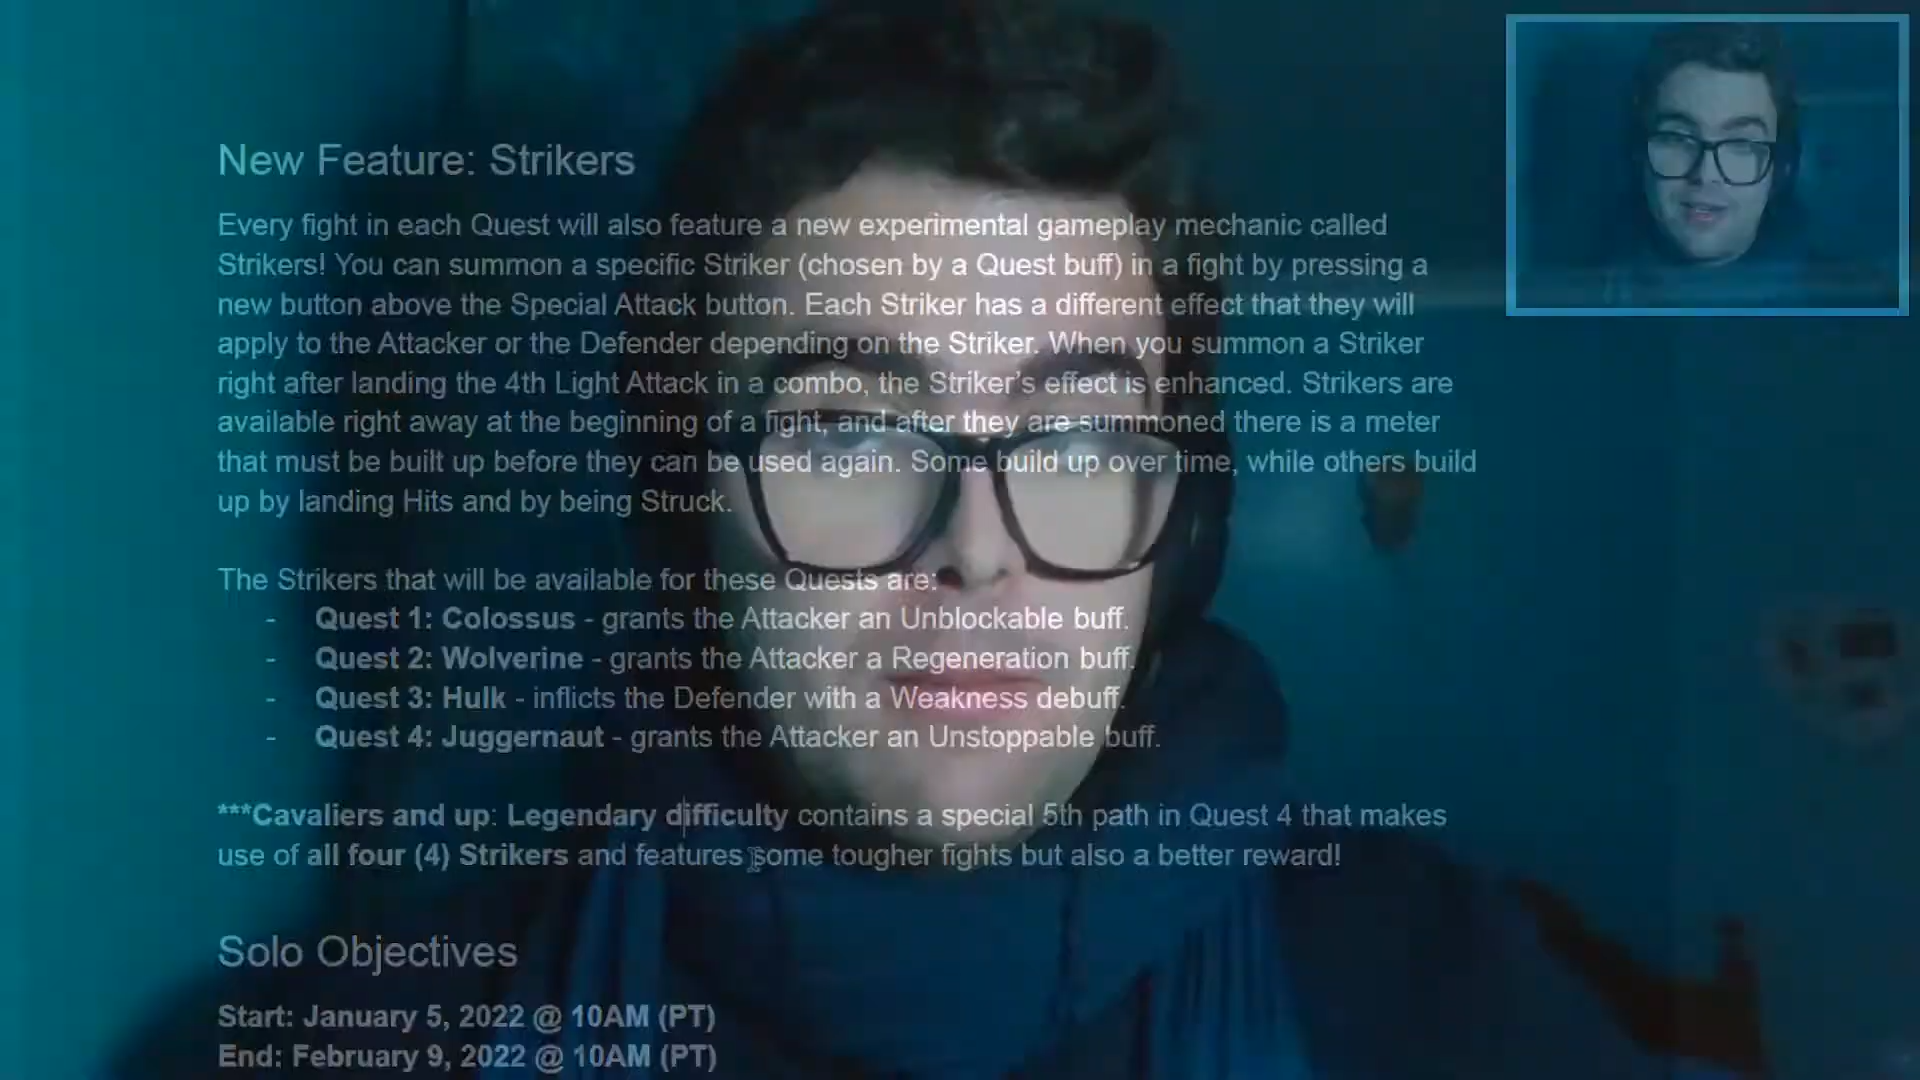 New Feature: Strikers
Every fight in each Quest will also feature a new experimental gameplay mechanic called
Strikers! You can summon a specific Striker (chosen by a Quest buff) in a fight by pressing a
new button above the Special Attack button. Each Striker has a different effect that they will
apply to the Attacker or the Defender depending on the Striker. When you summon a Striker
right after landing the 4th Light Attack in a combo, the Striker's effect is enhanced. Strikers are
available right away at the beginning of a fight, and after they are summoned there is a meter
that must be built up before they can be used again. Some build up over time, while others build
up by landing Hits and by being Struck.
The Strikers that will be available for these Quests are:
- Quest 1: Colossus - grants the Attacker an Unblockable buff.
- Quest 2: Wolverine - grants the Attacker a Regeneration buff.
- Quest 3: Hulk - inflicts the Defender with a Weakness debuff.
- Quest 4: Juggernaut - grants the Attacker an Unstoppable buff.
***Cavaliers and up: Legendary difficulty contains a special 5th path in Quest 4 that makes
use of all four (4) Strikers and features some tougher fights but also a better reward!
Solo Objectives
Start: January 5, 2022 @ 10AM (PT)
End: February 9, 2022 @ 10AM (PT)